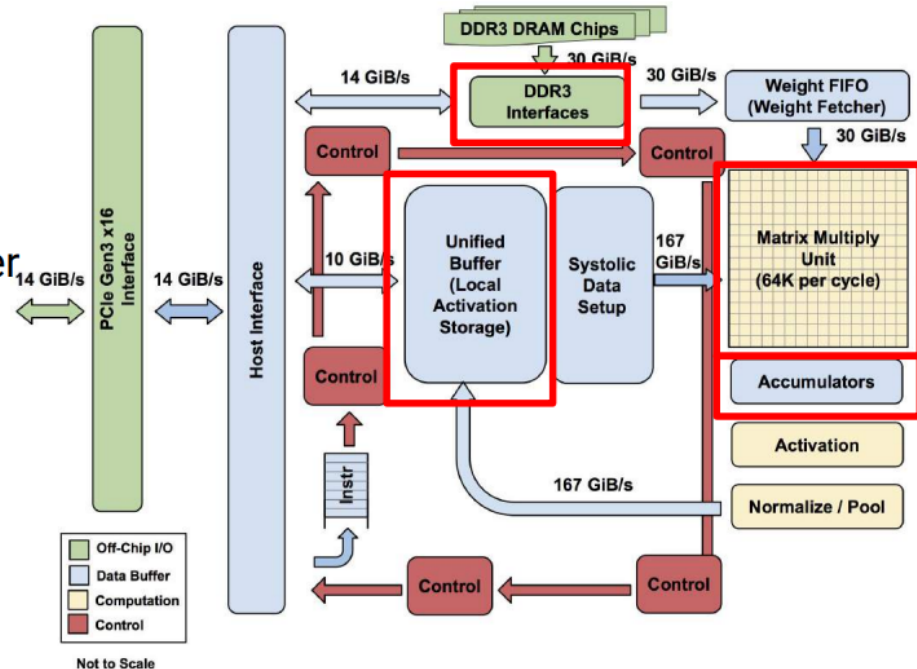 DDR3 DRAM Chips
30 GiB/s
14 GiB/s
DDR3
Interfaces
30 GiB/s
Weight FIFO
(Weight Fetcher)
30 GiB/s
Control
Control
Matrix Multiply
Unit
(64K per cycle)
PCIe Gen3 x16
Interface
Host Interface
er
14 GiB/s
14 GiB/s
10 GiB/s
Unified
Buffer
(Local
Activation
Storage)
Systolic
Data
Setup
167
GiB/s
Control
Accumulators
Activation
Instr
167 GiB/s
Normalize / Pool
Off-Chip I/O
Data Buffer
Computation
Control
Control
Control
Not to Scale